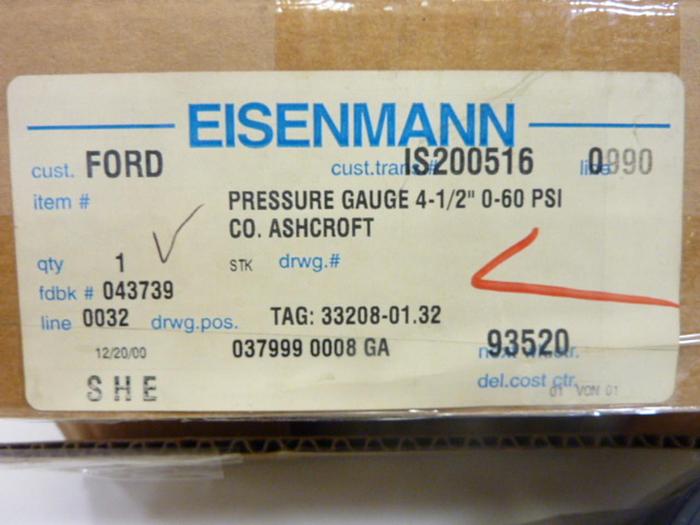 EISENMANN
cust. FORD cust.trans # IS200516 line 0990
item # PRESSURE GAUGE 4-1/2" 0-60 PSI
CO. ASHCROFT
qty 1 STK drwg.#
fdbk # 043739
line 0032 drwg.pos. TAG: 33208-01.32
12/20/00 037999 0008 GA 93520
SHE del.cost ctr.
01 VON 01